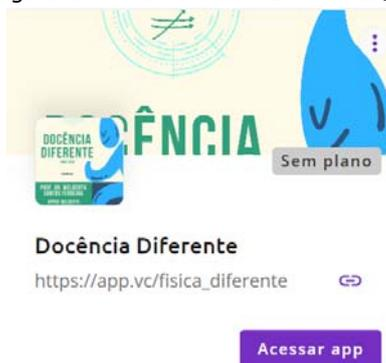 DOCÊNCIA
Sem plano
DOCÊNCIA
DIFERENTE
Docência Diferente
https://app.vc/fisica_diferente
Acessar app